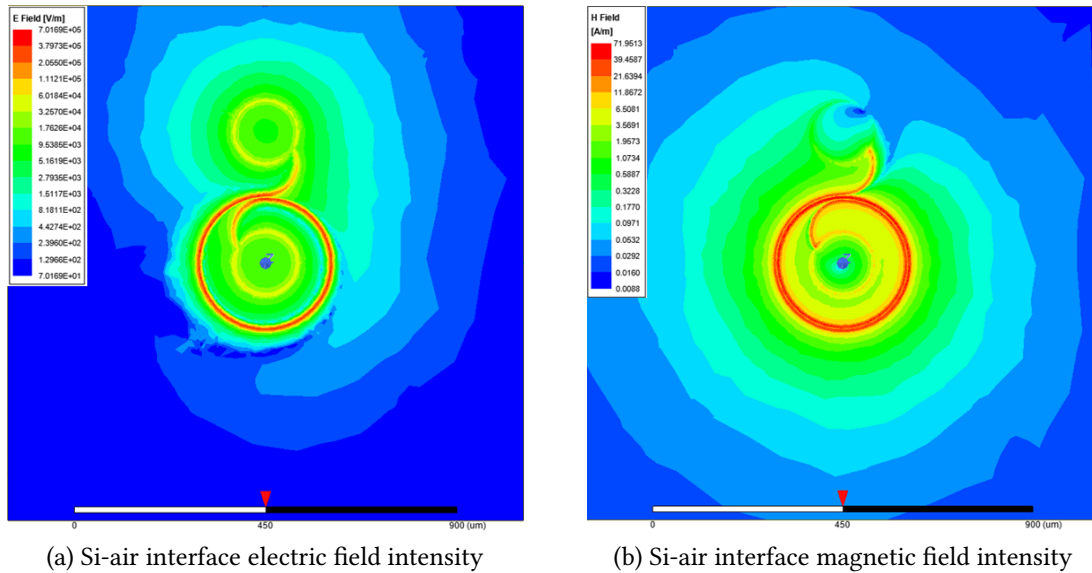 E Field [V/m]
7.0169E+05
3.7973E+05
2.0550E+05
1.1121E+05
6.0184E+04
3.2570E+04
1.7626E+04
9.5385E+03
5.1619E+03
2.7935E+03
1.5117E+03
8.1811E+02
4.4274E+02
2.3960E+02
1.2966E+02
7.0169E+01
Z
0
450
900 (um)
(a) Si-air interface electric field intensity
H Field
[A/m]
71.9513
39.4587
21.6394
11.8672
6.5081
3.5691
1.9573
1.0734
0.5887
0.3228
0.1770
0.0971
0.0532
0.0292
0.0160
0.0088
Z
0
450
900 (um)
(b) Si-air interface magnetic field intensity